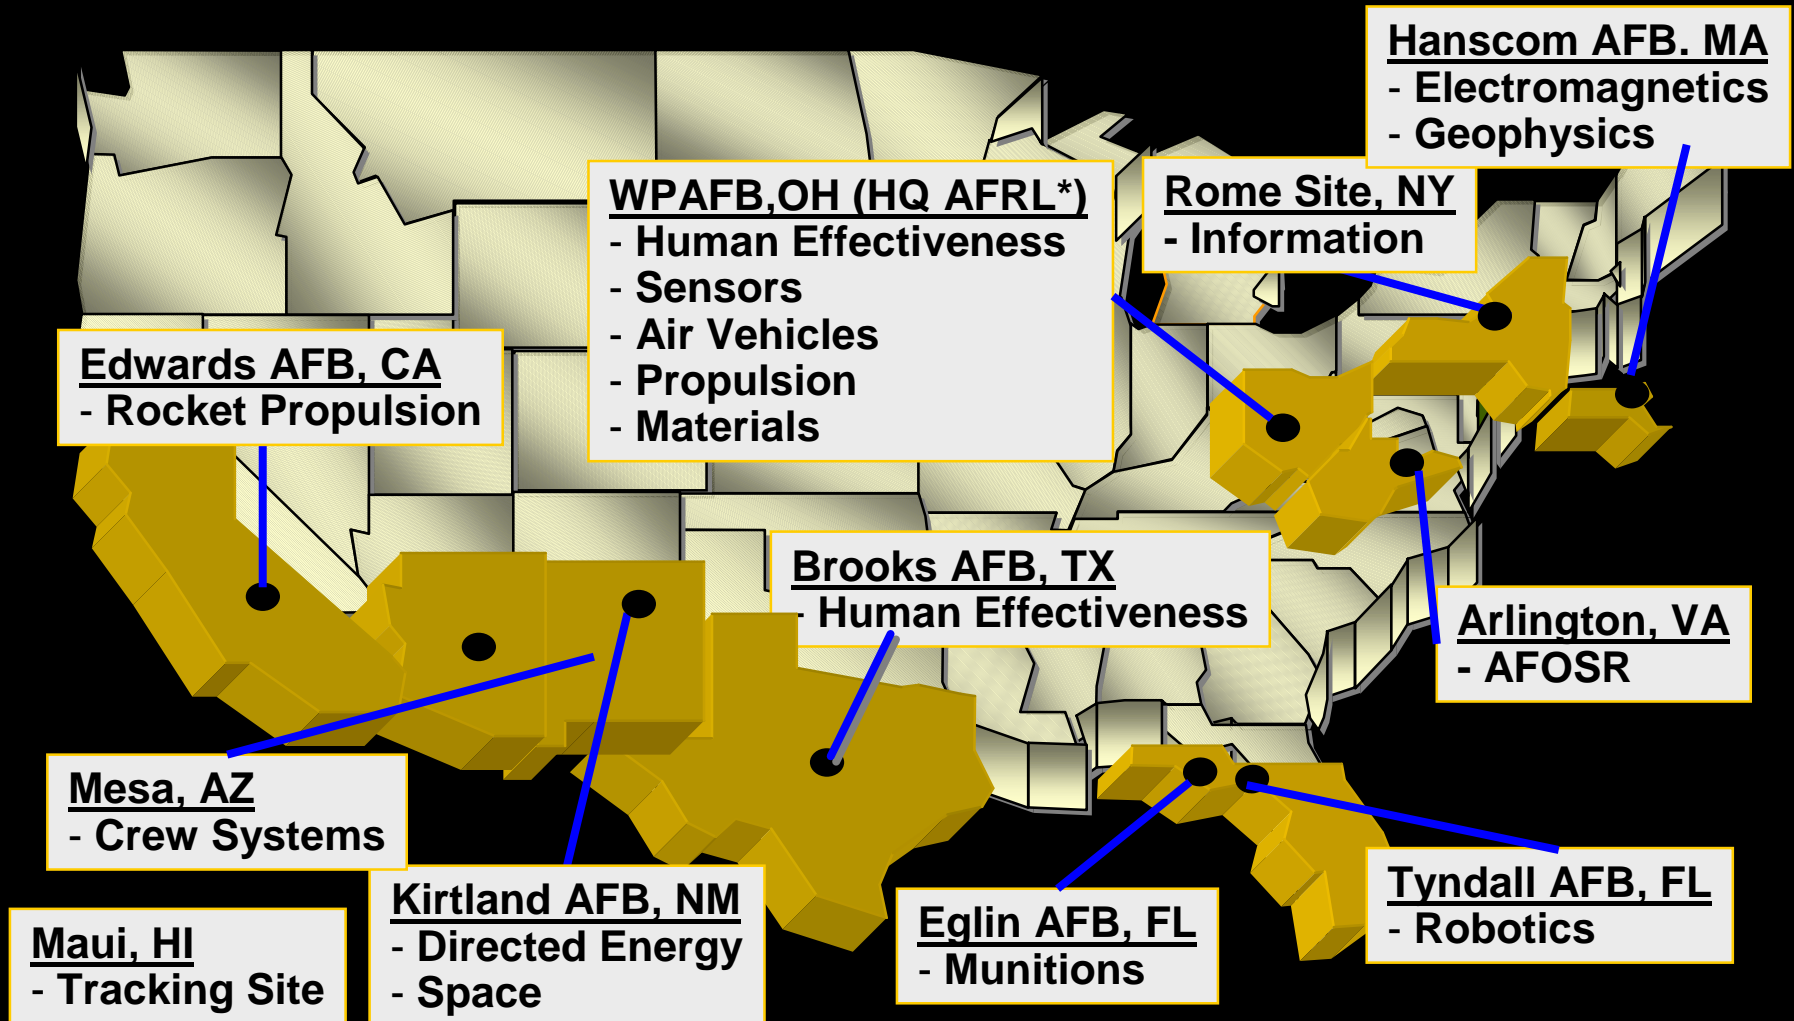 Hanscom AFB. MA
- Electromagnetics
- Geophysics
WPAFB,OH (HQ AFRL*)
- Human Effectiveness
- Sensors
- Air Vehicles
- Propulsion
- Materials
Rome Site, NY
- Information
Edwards AFB, CA
- Rocket Propulsion
Brooks AFB, TX
- Human Effectiveness
Arlington, VA
- AFOSR
Mesa, AZ
- Crew Systems
Kirtland AFB, NM
- Directed Energy
- Space
Eglin AFB, FL
- Munitions
Tyndall AFB, FL
- Robotics
Maui, HI
- Tracking Site